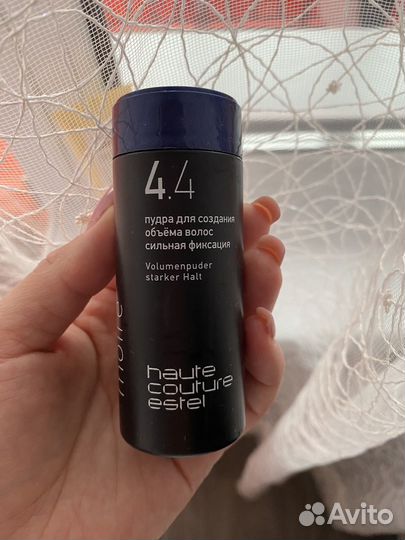 4.4
пудра для создания
объёма волос
сильная фиксация
Volumenpuder
starker Halt
haute
couture
estel
Avito